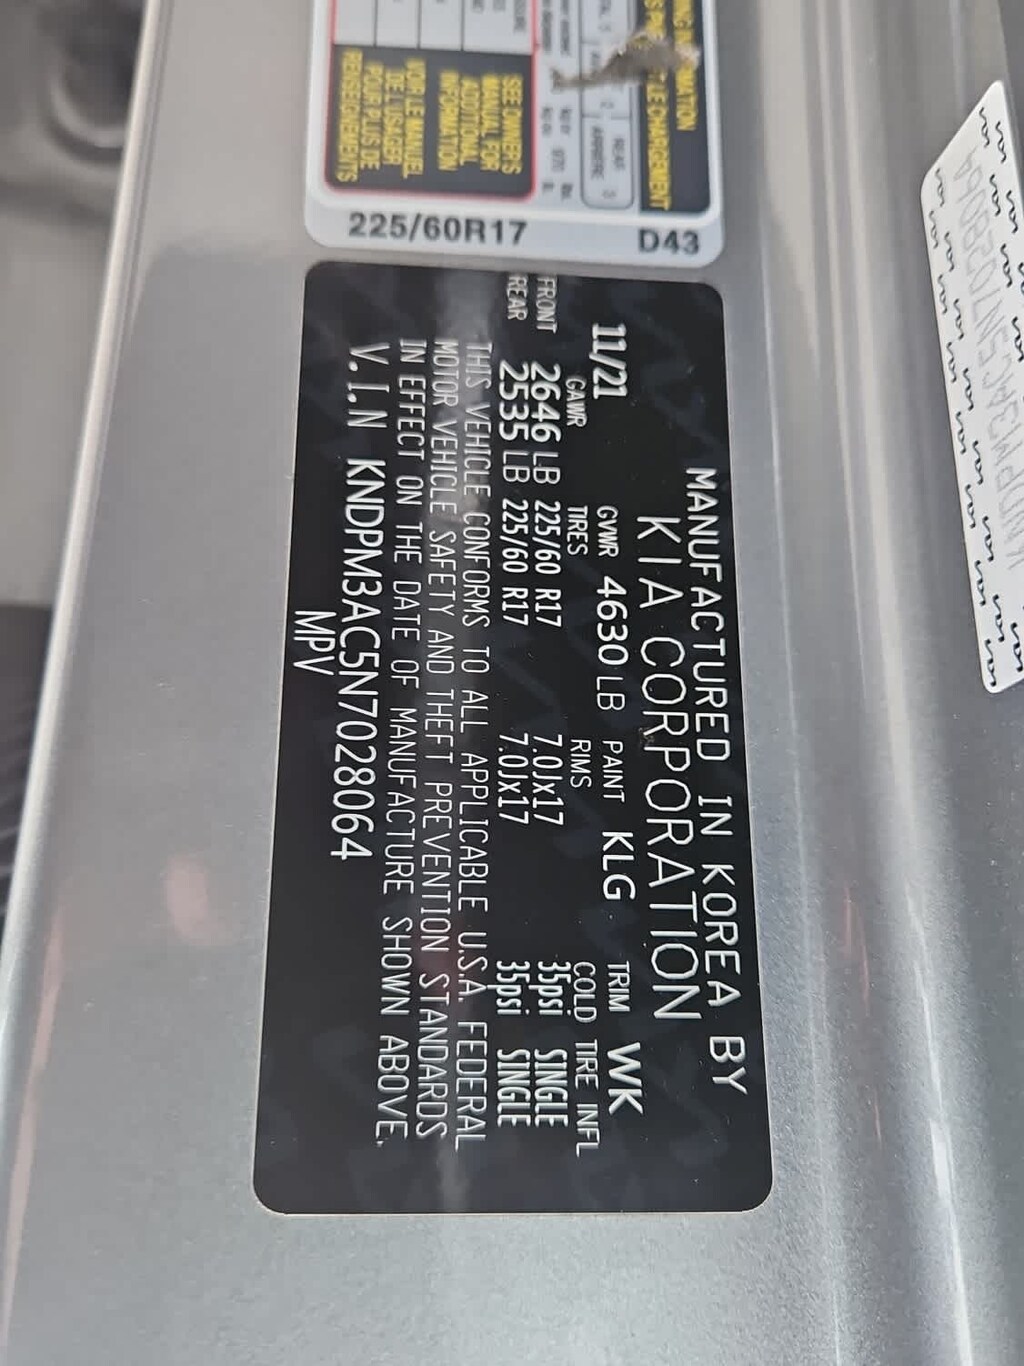 SEE OWNER'S
MANUAL FOR
ADDITIONAL
INFORMATION
VOIR LE MANUEL
DE L'USAGER
POUR PLUS DE
RENSEIGNEMENTS
REAR 3
ARRIÈRE
225/60R17
D43
MANUFACTURED IN KOREA BY
KIA CORPORATION
11/21 GVWR 4630 LB PAINT KLG TRIM WK
GAWR TIRES RIMS COLD TIRE INFL
FRONT 2646 LB 225/60 R17 7.0Jx17 35psi SINGLE
REAR 2535 LB 225/60 R17 7.0Jx17 35psi SINGLE
THIS VEHICLE CONFORMS TO ALL APPLICABLE U.S.A. FEDERAL
MOTOR VEHICLE SAFETY AND THEFT PREVENTION STANDARDS
IN EFFECT ON THE DATE OF MANUFACTURE SHOWN ABOVE.
V.I.N KNDPM3AC5N7028064
MPV
KNDPM3AC5N7028064